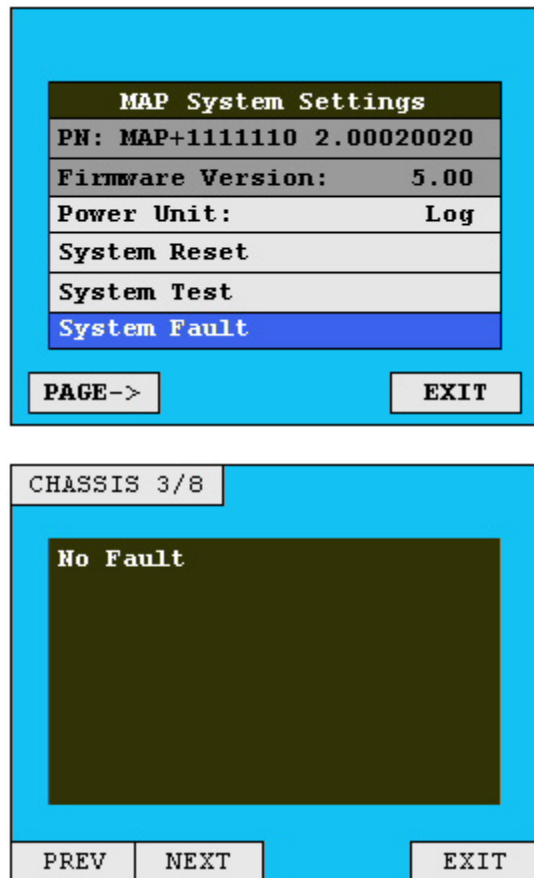 MAP System Settings
PN: MAP+1111110 2.00020020
Firmware Version: 5.00
Power Unit: Log
System Reset
System Test
System Fault
PAGE-> EXIT
CHASSIS 3/8
No Fault
PREV NEXT EXIT